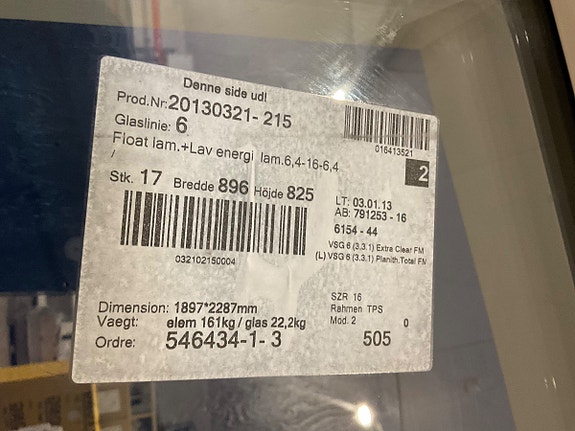 Denne side ud!
Prod.Nr: 20130321- 215
016413521
Glaslinie: 6
Float lam.+Lav energi lam.6,4-16-6,4
/
2
Stk. 17 Bredde 896 Höjde 825
LT: 03.01.13
AB: 791253 - 16
6154 - 44
VSG 6 (3.3.1) Extra Clear FM
(L) VSG 6 (3.3.1) Planith.Total FM
032102150004
SZR 16
Rahmen TPS
Mod. 2 0
505
Dimension: 1897*2287mm
Vaegt: elem 161kg / glas 22,2kg
Ordre: 546434-1- 3